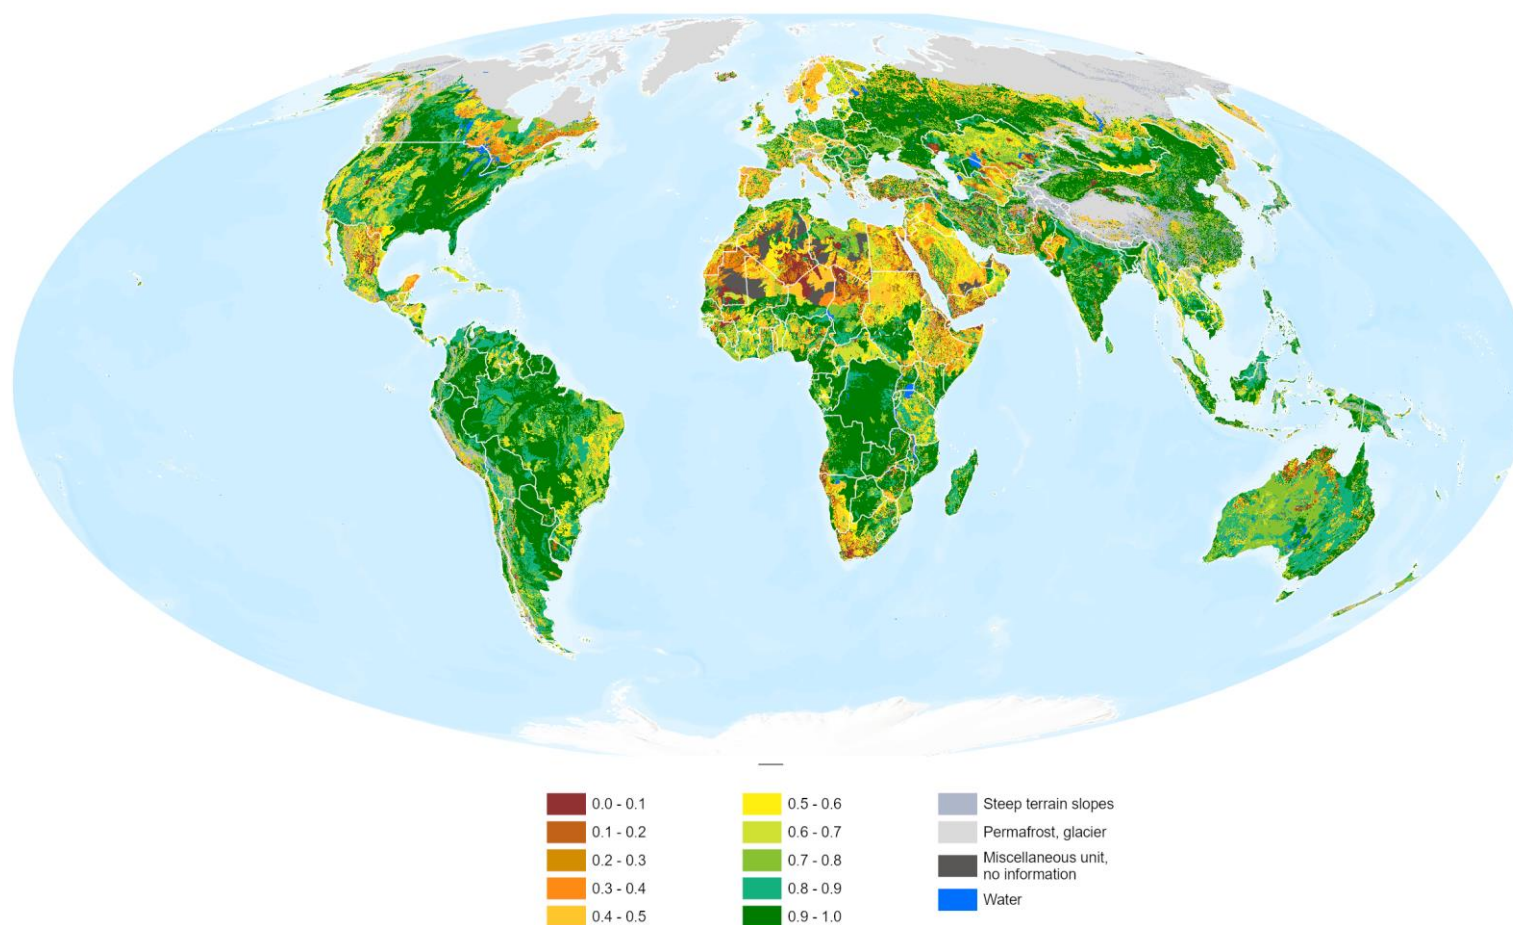 0.0 - 0.1
0.1 - 0.2
0.2 - 0.3
0.3 - 0.4
0.4 - 0.5
0.5 - 0.6
0.6 - 0.7
0.7 - 0.8
0.8 - 0.9
0.9 - 1.0
Steep terrain slopes
Permafrost, glacier
Miscellaneous unit,
no information
Water